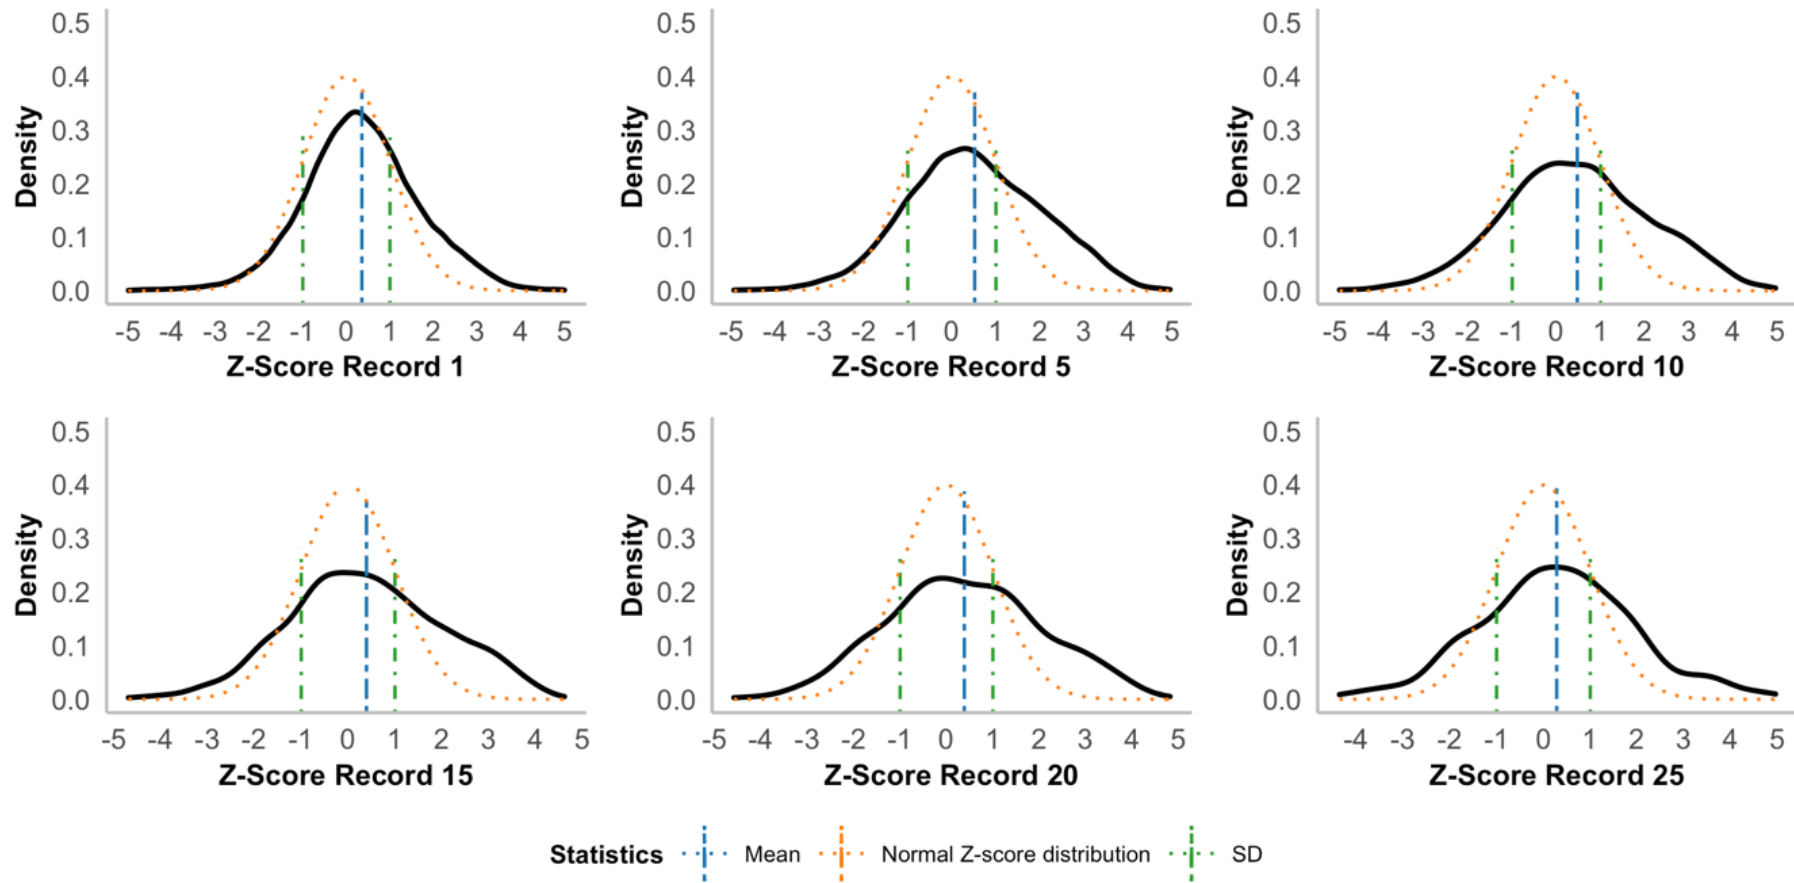 0.5
0.4
0.3
0.2
0.1
0.0
Density
-5 -4 -3 -2 -1 0 1 2 3 4 5
Z-Score Record 1
0.5
0.4
0.3
0.2
0.1
0.0
Density
-5 -4 -3 -2 -1 0 1 2 3 4 5
Z-Score Record 5
0.5
0.4
0.3
0.2
0.1
0.0
Density
-5 -4 -3 -2 -1 0 1 2 3 4 5
Z-Score Record 10
0.5
0.4
0.3
0.2
0.1
0.0
Density
-5 -4 -3 -2 -1 0 1 2 3 4 5
Z-Score Record 15
0.5
0.4
0.3
0.2
0.1
0.0
Density
-5 -4 -3 -2 -1 0 1 2 3 4 5
Z-Score Record 20
0.5
0.4
0.3
0.2
0.1
0.0
Density
-4 -3 -2 -1 0 1 2 3 4 5
Z-Score Record 25
Statistics Mean Normal Z-score distribution SD